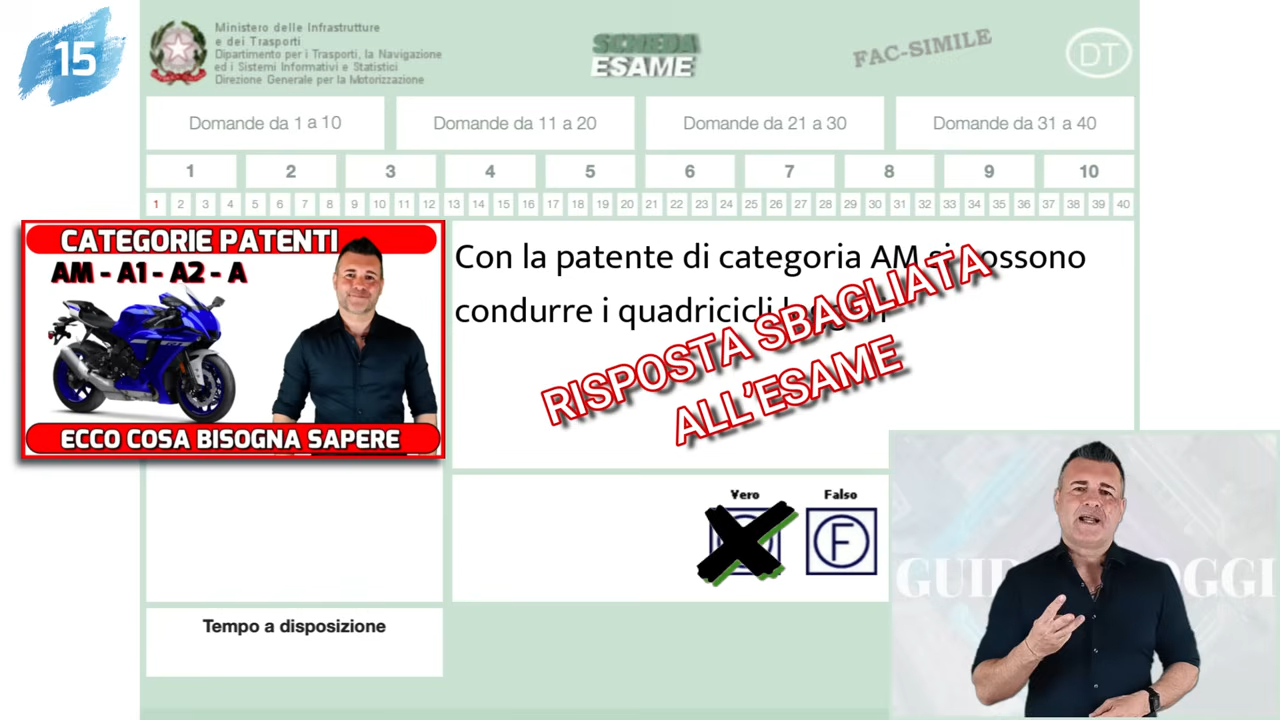 15
Ministero delle Infrastrutture
e dei Trasporti
Dipartimento per i Trasporti, la Navigazione
ed i Sistemi Informativi e Statistici
Direzione Generale per la Motorizzazione
SCHEDA
ESAME
FAC-SIMILE
DT
Domande da 1 a 10
Domande da 11 a 20
Domande da 21 a 30
Domande da 31 a 40
1 2 3 4 5 6 7 8 9 10
1 2 3 4 5 6 7 8 9 10 11 12 13 14 15 16 17 18 19 20 21 22 23 24 25 26 27 28 29 30 31 32 33 34 35 36 37 38 39 40
CATEGORIE PATENTI
AM - A1 - A2 - A
ECCO COSA BISOGNA SAPERE
Con la patente di categoria AM si possono
condurre i quadricicli
RISPOSTA SBAGLIATA
ALL'ESAME
Vero
Falso
F
Tempo a disposizione